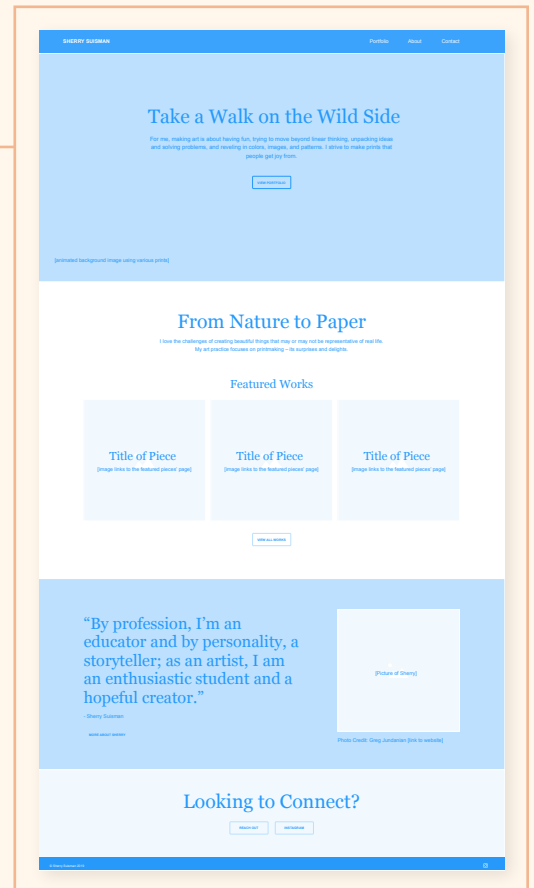 SHERRY SUISMAN
Portfolio About Contact
Take a Walk on the Wild Side
For me, making art is about having fun, trying to move beyond linear thinking, unpacking ideas
and solving problems, and reveling in colors, images, and patterns. I strive to make prints that
people get joy from.
VIEW PORTFOLIO
[animated background image using various prints]
From Nature to Paper
I love the challenges of creating beautiful things that may or may not be representative of real life.
My art practice focuses on printmaking – its surprises and delights.
Featured Works
Title of Piece
[image links to the featured pieces' page]
Title of Piece
[image links to the featured pieces' page]
Title of Piece
[image links to the featured pieces' page]
VIEW ALL WORKS
“By profession, I’m an
educator and by personality, a
storyteller; as an artist, I am
an enthusiastic student and a
hopeful creator.”
- Sherry Suisman
MORE ABOUT SHERRY
[Picture of Sherry]
Photo Credit: Greg [link to website]
Looking to Connect?
REACH OUT
INSTAGRAM
© Sherry Suisman